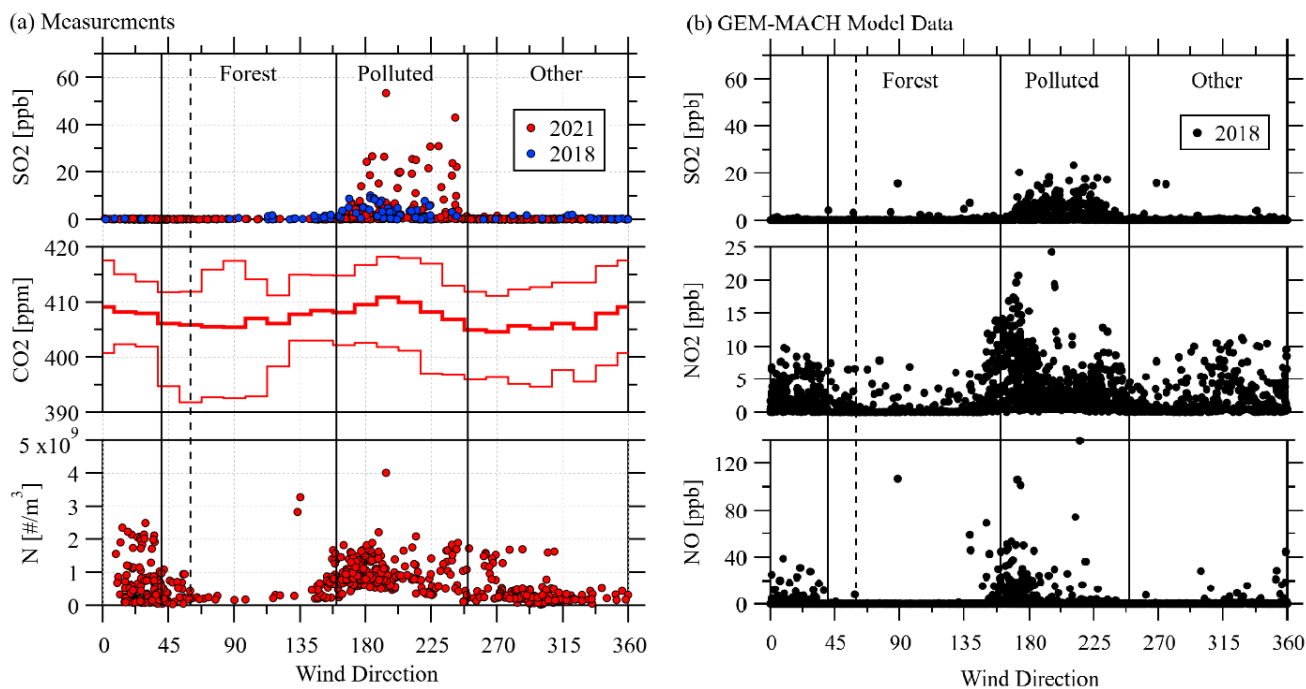 (a) Measurements
Forest Polluted Other
SO2 [ppb]
60
40
20
0
2021
2018
CO2 [ppm]
420
410
400
390
N [#/m³]
5 x10⁹
4
3
2
1
0
0 45 90 135 180 225 270 315 360
Wind Direction
(b) GEM-MACH Model Data
Forest Polluted Other
SO2 [ppb]
60
40
20
0
2018
NO2 [ppb]
25
20
15
10
5
0
NO [ppb]
120
80
40
0
0 45 90 135 180 225 270 315 360
Wind Direction